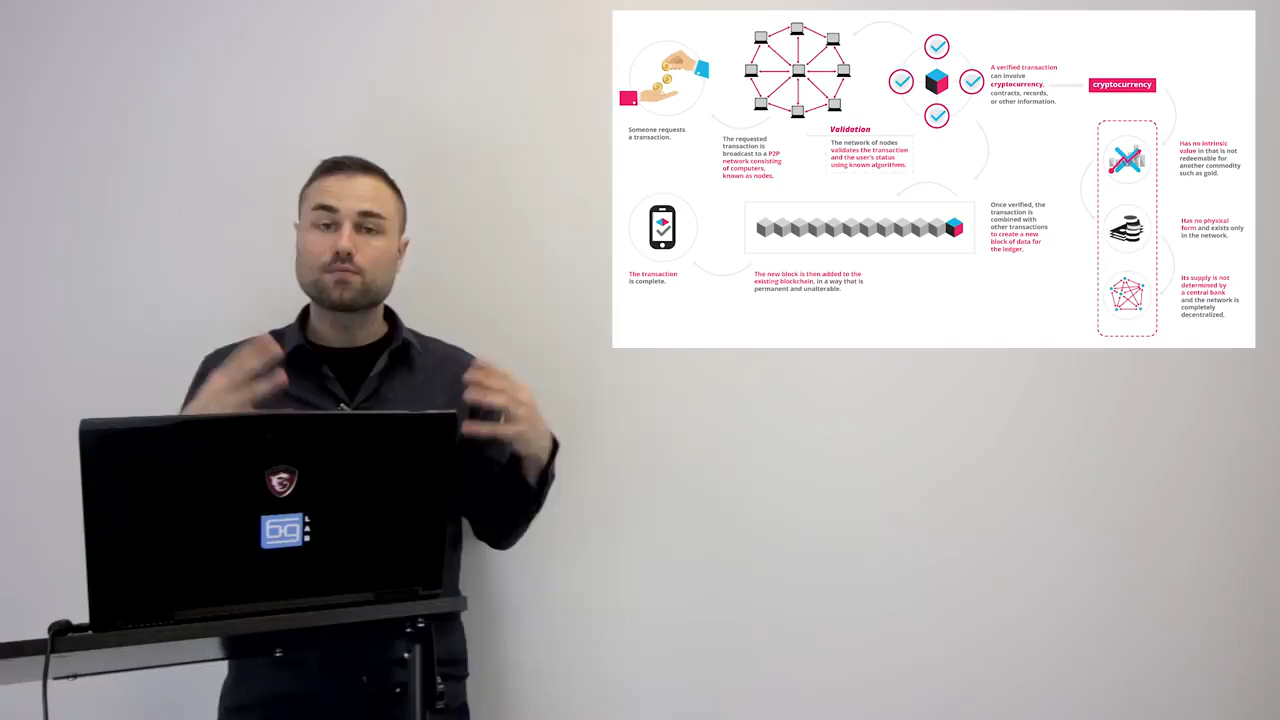 Someone requests
a transaction.
The requested
transaction is
broadcast to a P2P
network consisting
of computers,
known as nodes.
Validation
The network of nodes
validates the transaction
and the user's status
using known algorithms.
A verified transaction
can involve
cryptocurrency,
contracts, records,
or other information.
cryptocurrency
Has no intrinsic
value in that is not
redeemable for
another commodity
such as gold.
Has no physical
form and exists only
in the network.
Its supply is not
determined by
a central bank
and the network is
completely
decentralized.
Once verified, the
transaction is
combined with
other transactions
to create a new
block of data for
the ledger.
The new block is then added to the
existing blockchain, in a way that is
permanent and unalterable.
The transaction
is complete.
bg
LAB